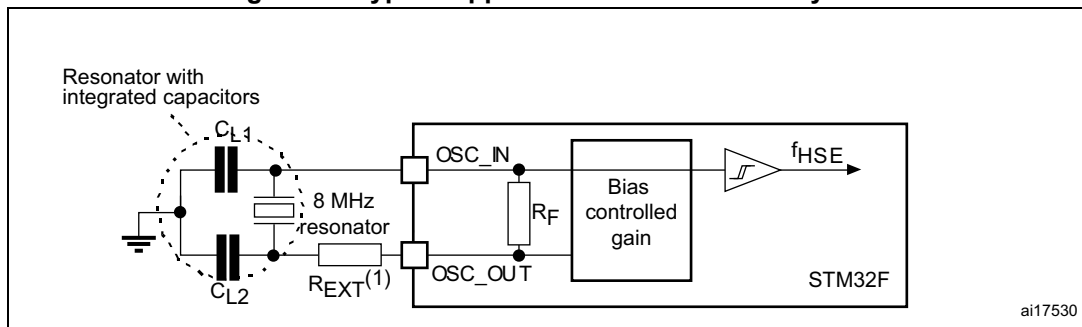 Resonator with
integrated capacitors
CL1
OSC_IN
fHSE
8 MHz
resonator
RF
Bias
controlled
gain
OSC_OUT
STM32F
REXT(1)
CL2
ai17530